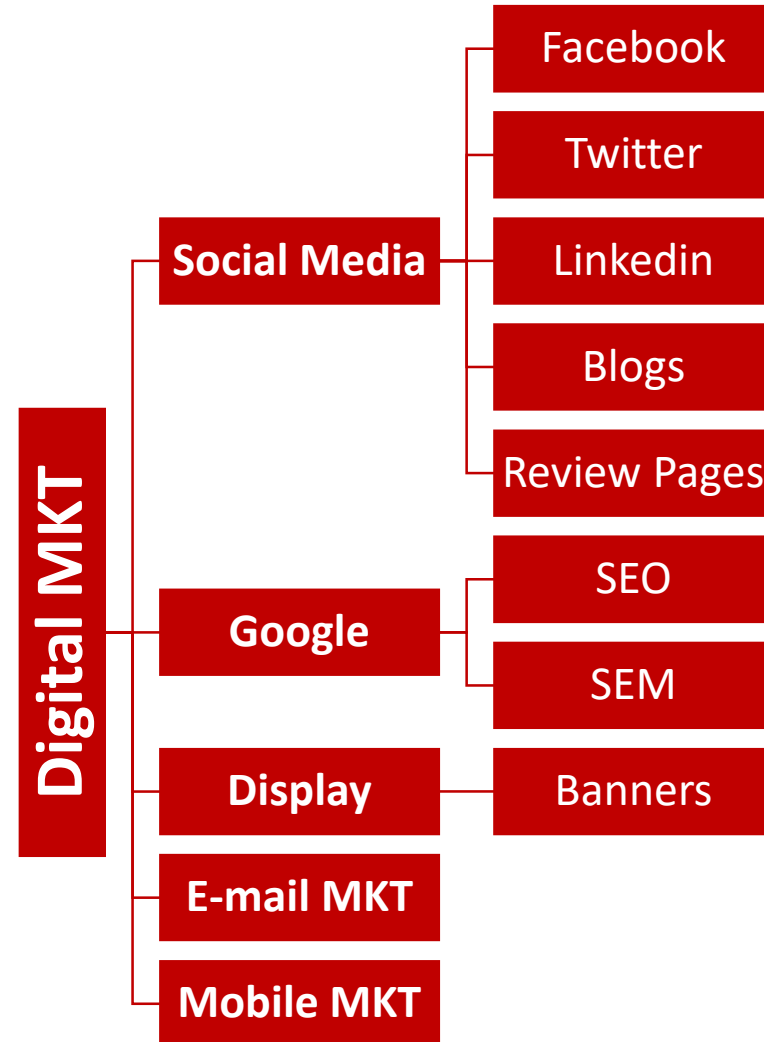 Digital MKT
Social Media
Facebook
Twitter
Linkedin
Blogs
Review Pages
Google
SEO
SEM
Display
Banners
E-mail MKT
Mobile MKT